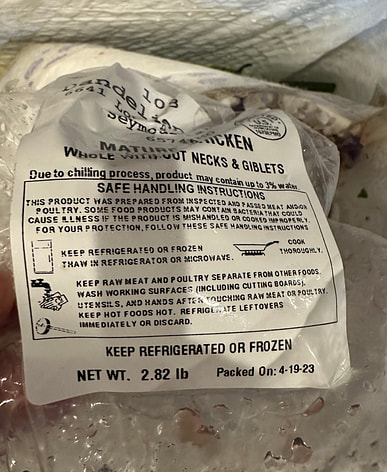 6641
MATURE CHICKEN
WHOLE WITHOUT NECKS & GIBLETS
Due to chilling process, product may contain up to 3% water
SAFE HANDLING INSTRUCTIONS
THIS PRODUCT WAS PREPARED FROM INSPECTED AND PASSED MEAT AND/OR
POULTRY. SOME FOOD PRODUCTS MAY CONTAIN BACTERIA THAT COULD
CAUSE ILLNESS IF THE PRODUCT IS MISHANDLED OR COOKED IMPROPERLY.
FOR YOUR PROTECTION, FOLLOW THESE SAFE HANDLING INSTRUCTIONS.
KEEP REFRIGERATED OR FROZEN
THAW IN REFRIGERATOR OR MICROWAVE.
COOK
THOROUGHLY.
KEEP RAW MEAT AND POULTRY SEPARATE FROM OTHER FOODS.
WASH WORKING SURFACES (INCLUDING CUTTING BOARDS),
UTENSILS, AND HANDS AFTER TOUCHING RAW MEAT OR POULTRY.
KEEP HOT FOODS HOT. REFRIGERATE LEFTOVERS
IMMEDIATELY OR DISCARD.
KEEP REFRIGERATED OR FROZEN
NET WT. 2.82 lb
Packed On: 4-19-23